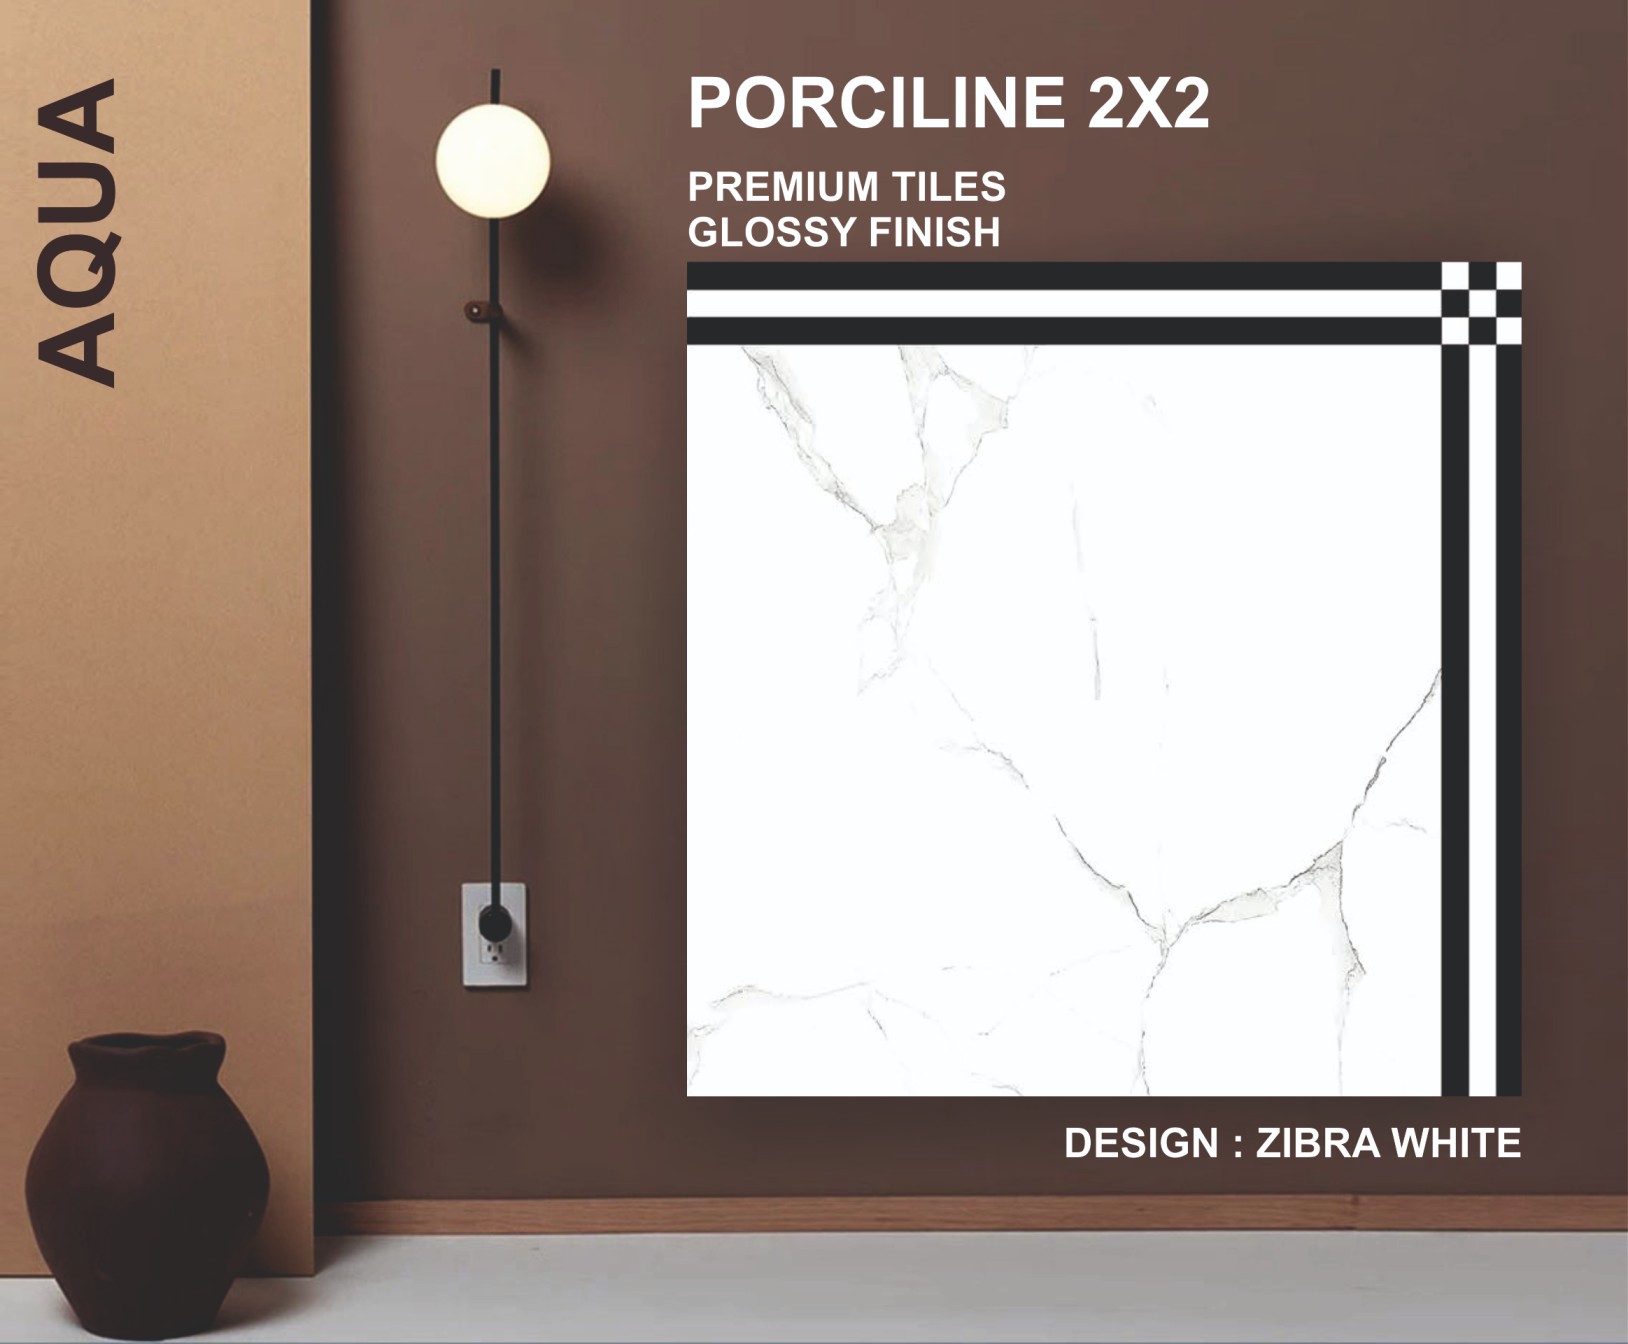 AQUA
PORCILINE 2X2
PREMIUM TILES
GLOSSY FINISH
DESIGN : ZIBRA WHITE